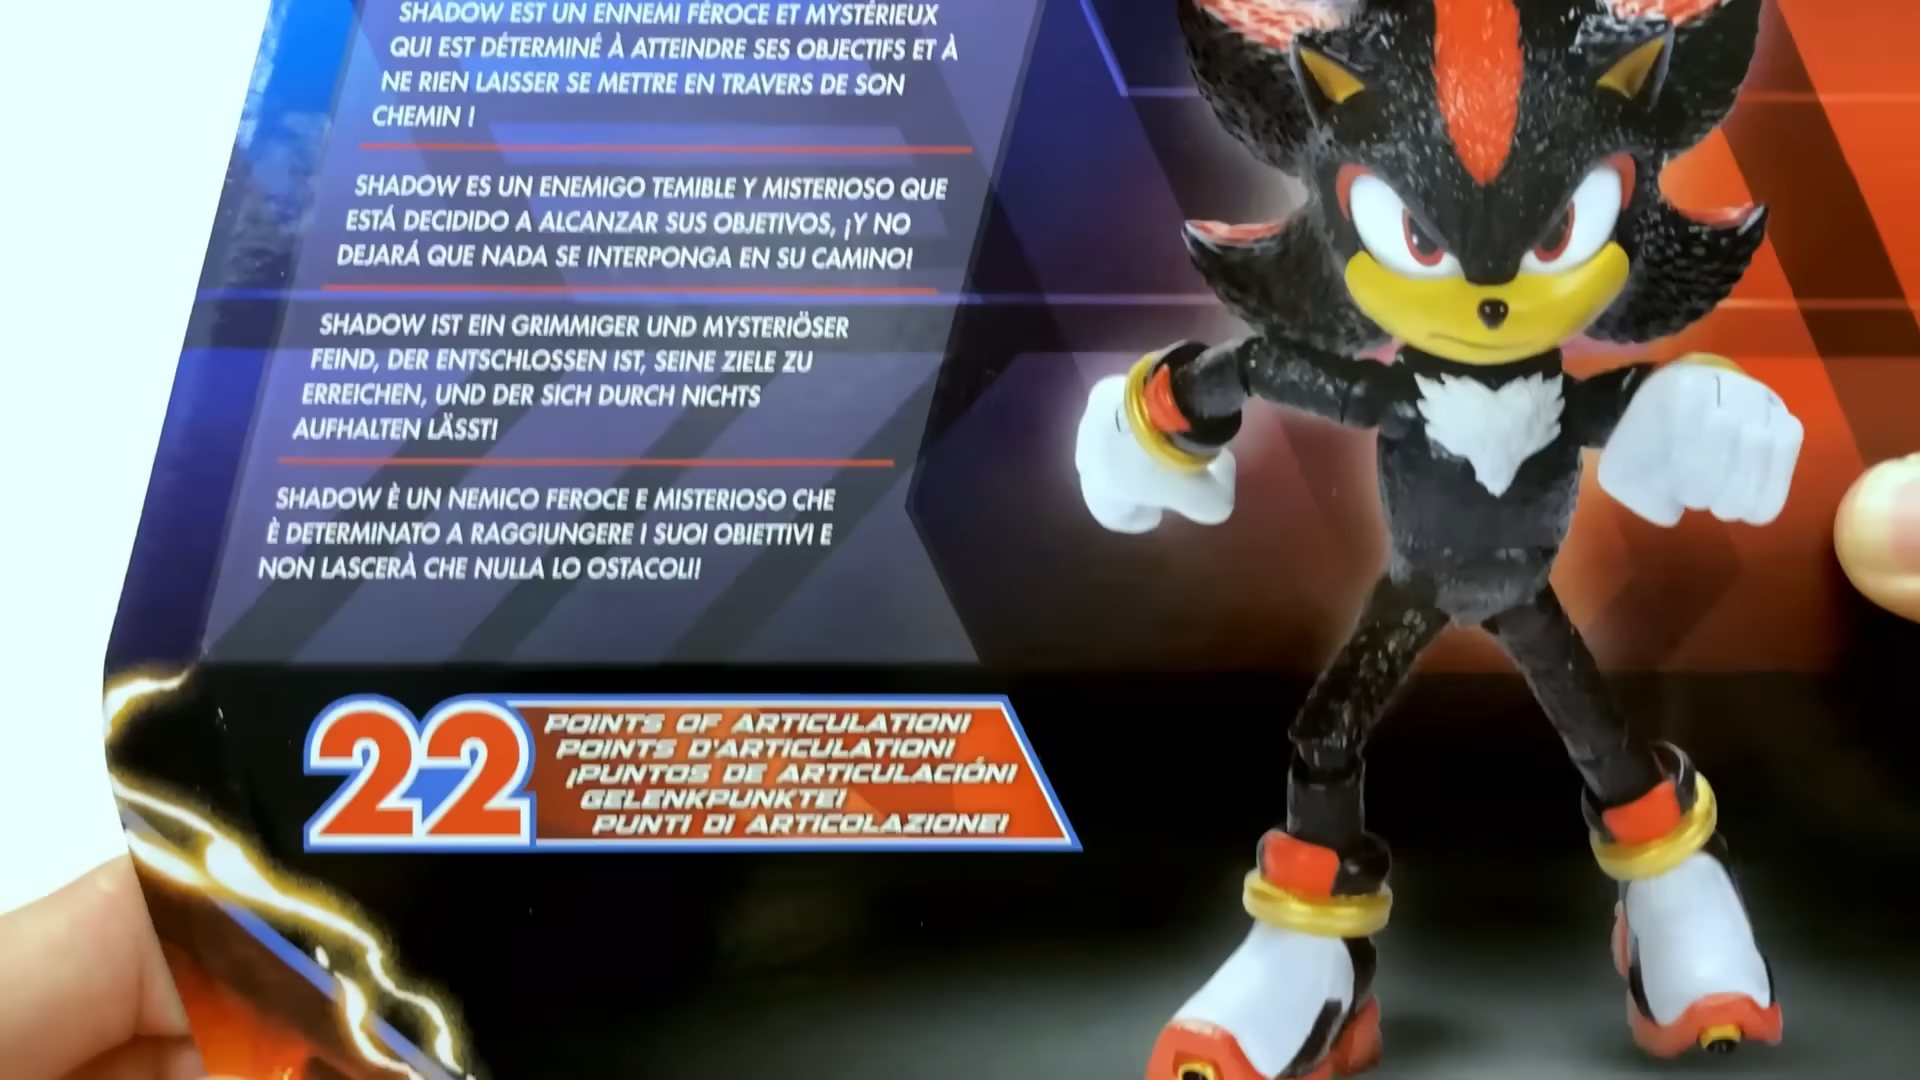 SHADOW EST UN ENNEMI FÉROCE ET MYSTÉRIEUX
QUI EST DÉTERMINÉ À ATTEINDRE SES OBJECTIFS ET À
NE RIEN LAISSER SE METTRE EN TRAVERS DE SON
CHEMIN !
SHADOW ES UN ENEMIGO TEMIBLE Y MISTERIOSO QUE
ESTÁ DECIDIDO A ALCANZAR SUS OBJETIVOS, ¡Y NO
DEJARÁ QUE NADA SE INTERPONGA EN SU CAMINO!
SHADOW IST EIN GRIMMIGER UND MYSTERIÖSER
FEIND, DER ENTSCHLOSSEN IST, SEINE ZIELE ZU
ERREICHEN, UND DER SICH DURCH NICHTS
AUFHALTEN LÄSST!
SHADOW È UN NEMICO FEROCE E MISTERIOSO CHE
È DETERMINATO A RAGGIUNGERE I SUOI OBIETTIVI E
NON LASCERÀ CHE NULLA LO OSTACOLI!
22
POINTS OF ARTICULATION!
POINTS D'ARTICULATION!
¡PUNTOS DE ARTICULACIÓN!
GELENKPUNKTE!
PUNTI DI ARTICOLAZIONE!